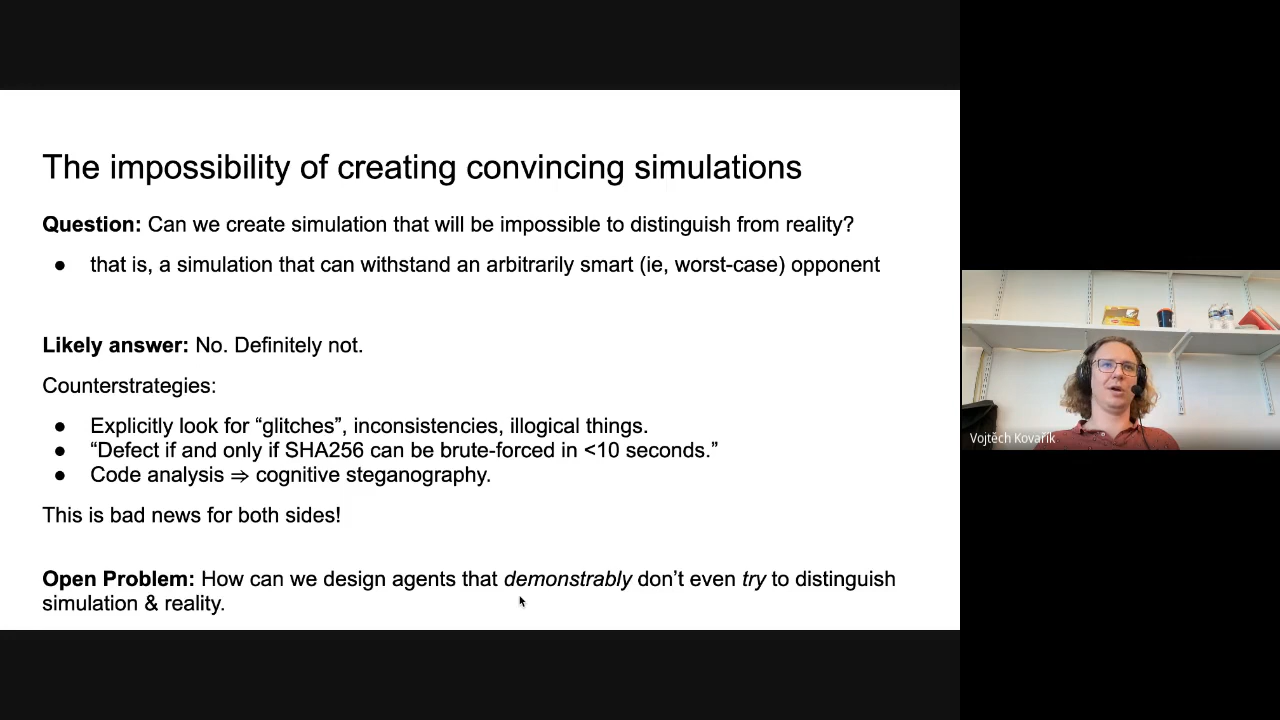 The impossibility of creating convincing simulations
Question: Can we create simulation that will be impossible to distinguish from reality?
● that is, a simulation that can withstand an arbitrarily smart (ie, worst-case) opponent
Likely answer: No. Definitely not.
Counterstrategies:
● Explicitly look for “glitches”, inconsistencies, illogical things.
● “Defect if and only if SHA256 can be brute-forced in <10 seconds.”
● Code analysis ⇒ cognitive steganography.
This is bad news for both sides!
Open Problem: How can we design agents that demonstrably don’t even try to distinguish
simulation & reality.
Vojtěch Kovařík